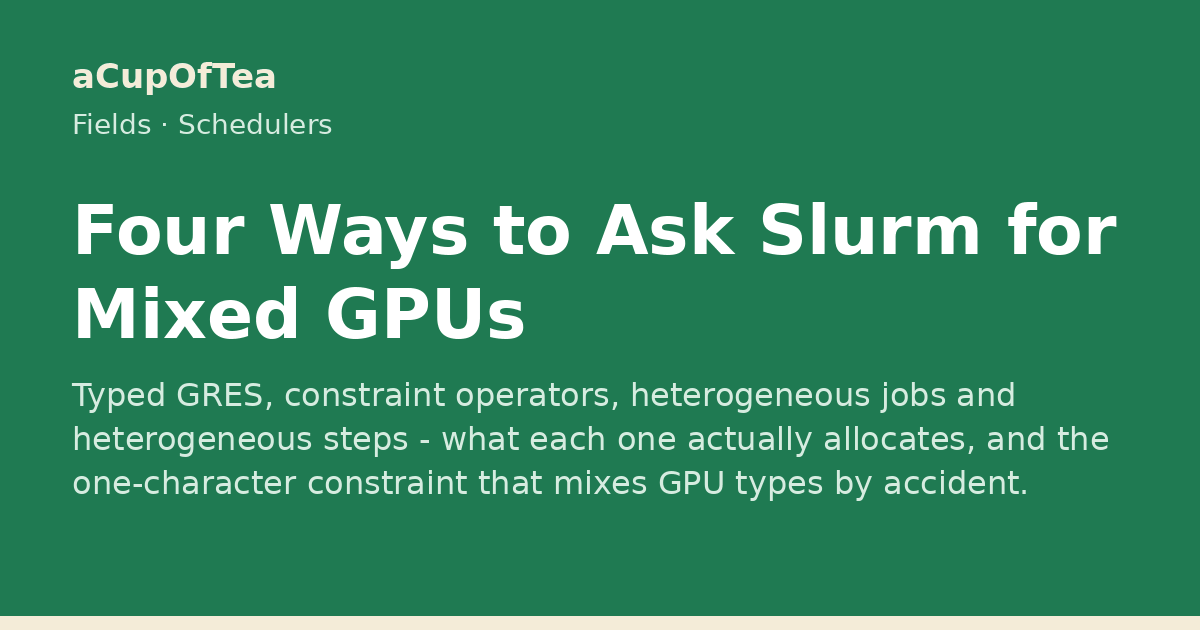 aCupOfTea
Fields · Schedulers
Four Ways to Ask Slurm for
Mixed GPUs
Typed GRES, constraint operators, heterogeneous jobs and
heterogeneous steps - what each one actually allocates, and the
one-character constraint that mixes GPU types by accident.